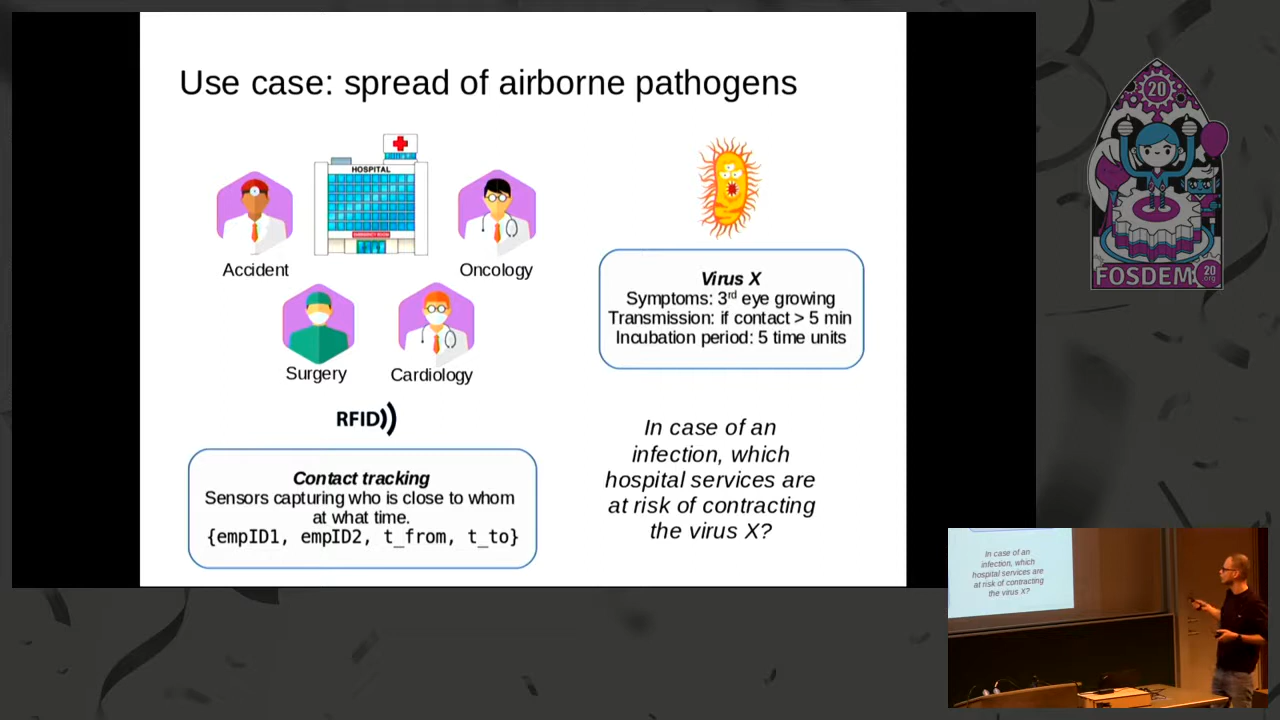 Use case: spread of airborne pathogens
HOSPITAL
EMERGENCY ROOM
Accident
Oncology
Surgery
Cardiology
RFID
Contact tracking
Sensors capturing who is close to whom
at what time.
{empID1, empID2, t_from, t_to}
Virus X
Symptoms: 3rd eye growing
Transmission: if contact > 5 min
Incubation period: 5 time units
In case of an
infection, which
hospital services are
at risk of contracting
the virus X?
20
FOSDEM
20
.org
In case of an
infection, which
hospital services are
at risk of contracting
the virus X?